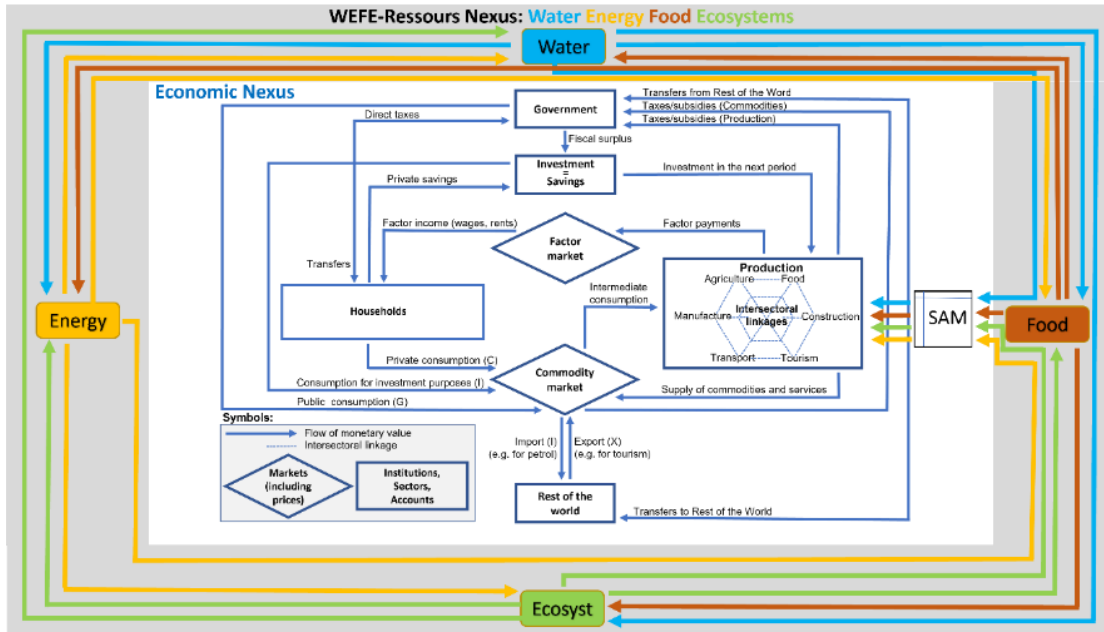 WEFE-Ressours Nexus: Water Energy Food Ecosystems
Water
Economic Nexus
Government
Transfers from Rest of the Word
Taxes/subsidies (Commodities)
Taxes/subsidies (Production)
Direct taxes
Fiscal surplus
Investment
=
Savings
Investment in the next period
Private savings
Factor income (wages, rents)
Factor
market
Factor payments
Transfers
Households
Intermediate
consumption
Production
Agriculture
Food
Manufacture
Intersectoral
linkages
Construction
Transport
Tourism
SAM
Energy
Food
Private consumption (C)
Commodity
market
Consumption for investment purposes (I)
Supply of commodities and services
Public consumption (G)
Symbols:
Flow of monetary value
Intersectoral linkage
Markets
(including
prices)
Institutions,
Sectors,
Accounts
Import (I)
(e.g. for petrol)
Export (X)
(e.g. for tourism)
Rest of the
world
Transfers to Rest of the World
Ecosyst